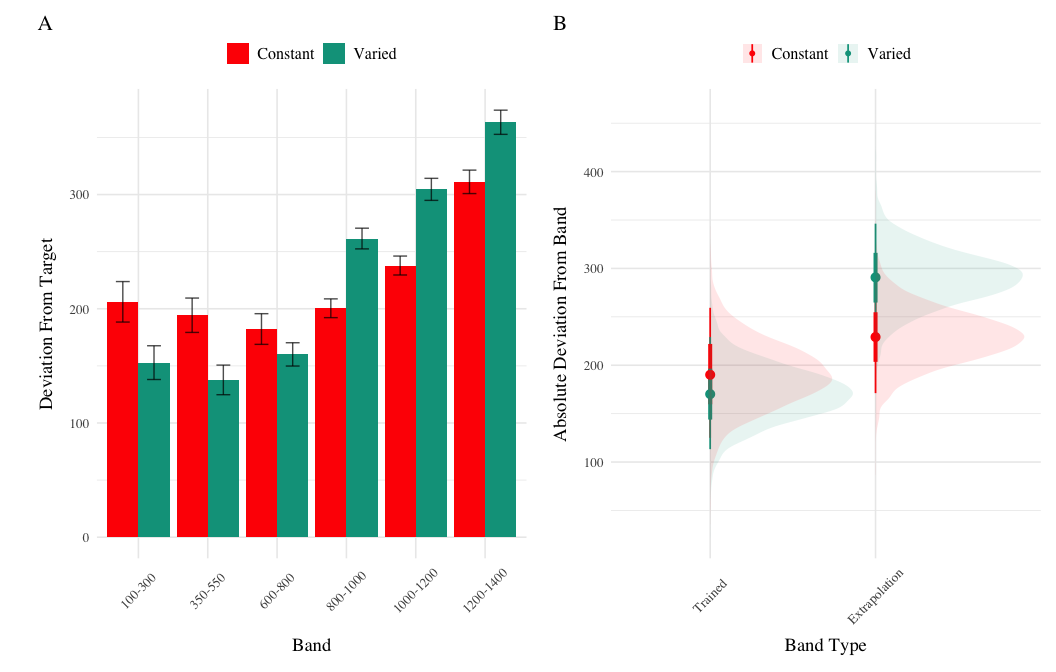 A
Constant Varied
Deviation From Target
300
200
100
0
100-300
350-550
600-800
800-1000
1000-1200
1200-1400
Band
B
Constant Varied
Absolute Deviation From Band
400
300
200
100
Trained
Extrapolation
Band Type